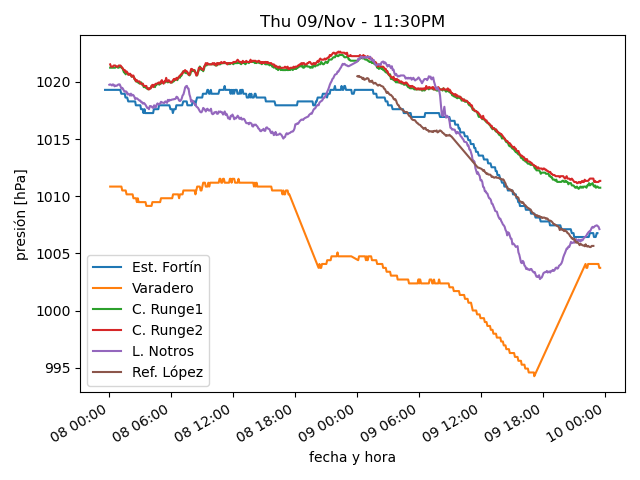 Thu 09/Nov - 11:30PM
presión [hPa]
1020
1015
1010
1005
1000
995
Est. Fortín
Varadero
C. Runge1
C. Runge2
L. Notros
Ref. López
08 00:00
08 06:00
08 12:00
08 18:00
09 00:00
09 06:00
09 12:00
09 18:00
10 00:00
fecha y hora